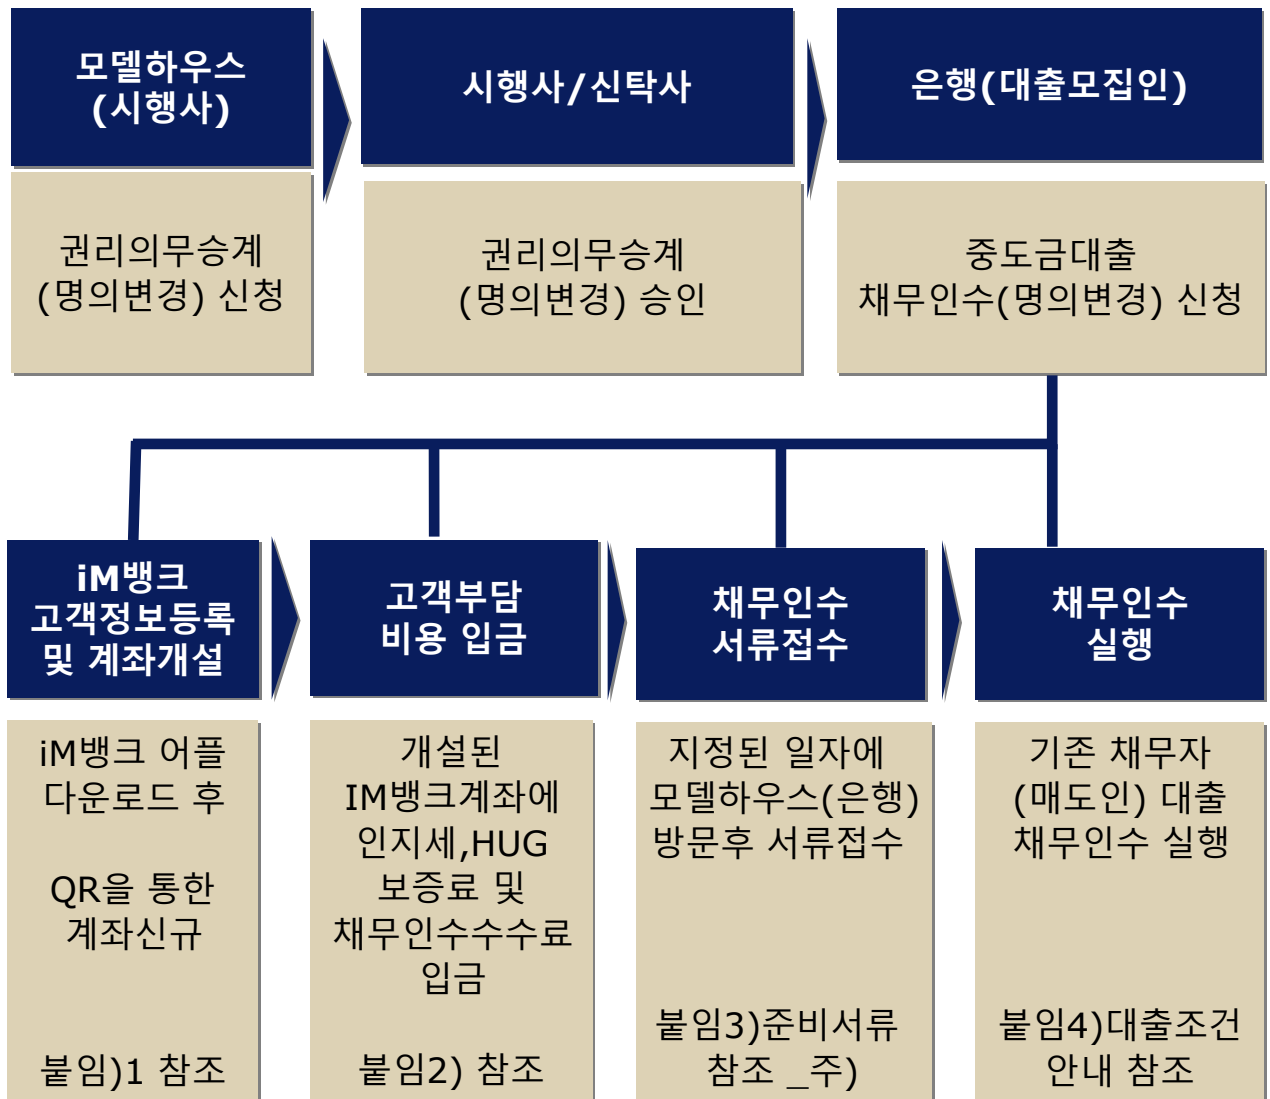 모델하우스
(시행사)
시행사/신탁사
은행(대출모집인)
권리의무승계
(명의변경) 신청
권리의무승계
(명의변경) 승인
중도금대출
채무인수(명의변경) 신청
iM뱅크
고객정보등록
및 계좌개설
고객부담
비용 입금
채무인수
서류접수
채무인수
실행
iM뱅크 어플
다운로드 후
QR을 통한
계좌신규
붙임)1 참조
개설된
IM뱅크계좌에
인지세,HUG
보증료 및
채무인수수수료
입금
붙임2) 참조
지정된 일자에
모델하우스(은행)
방문후 서류접수
붙임3)준비서류
참조 _주)
기존 채무자
(매도인) 대출
채무인수 실행
붙임4)대출조건
안내 참조